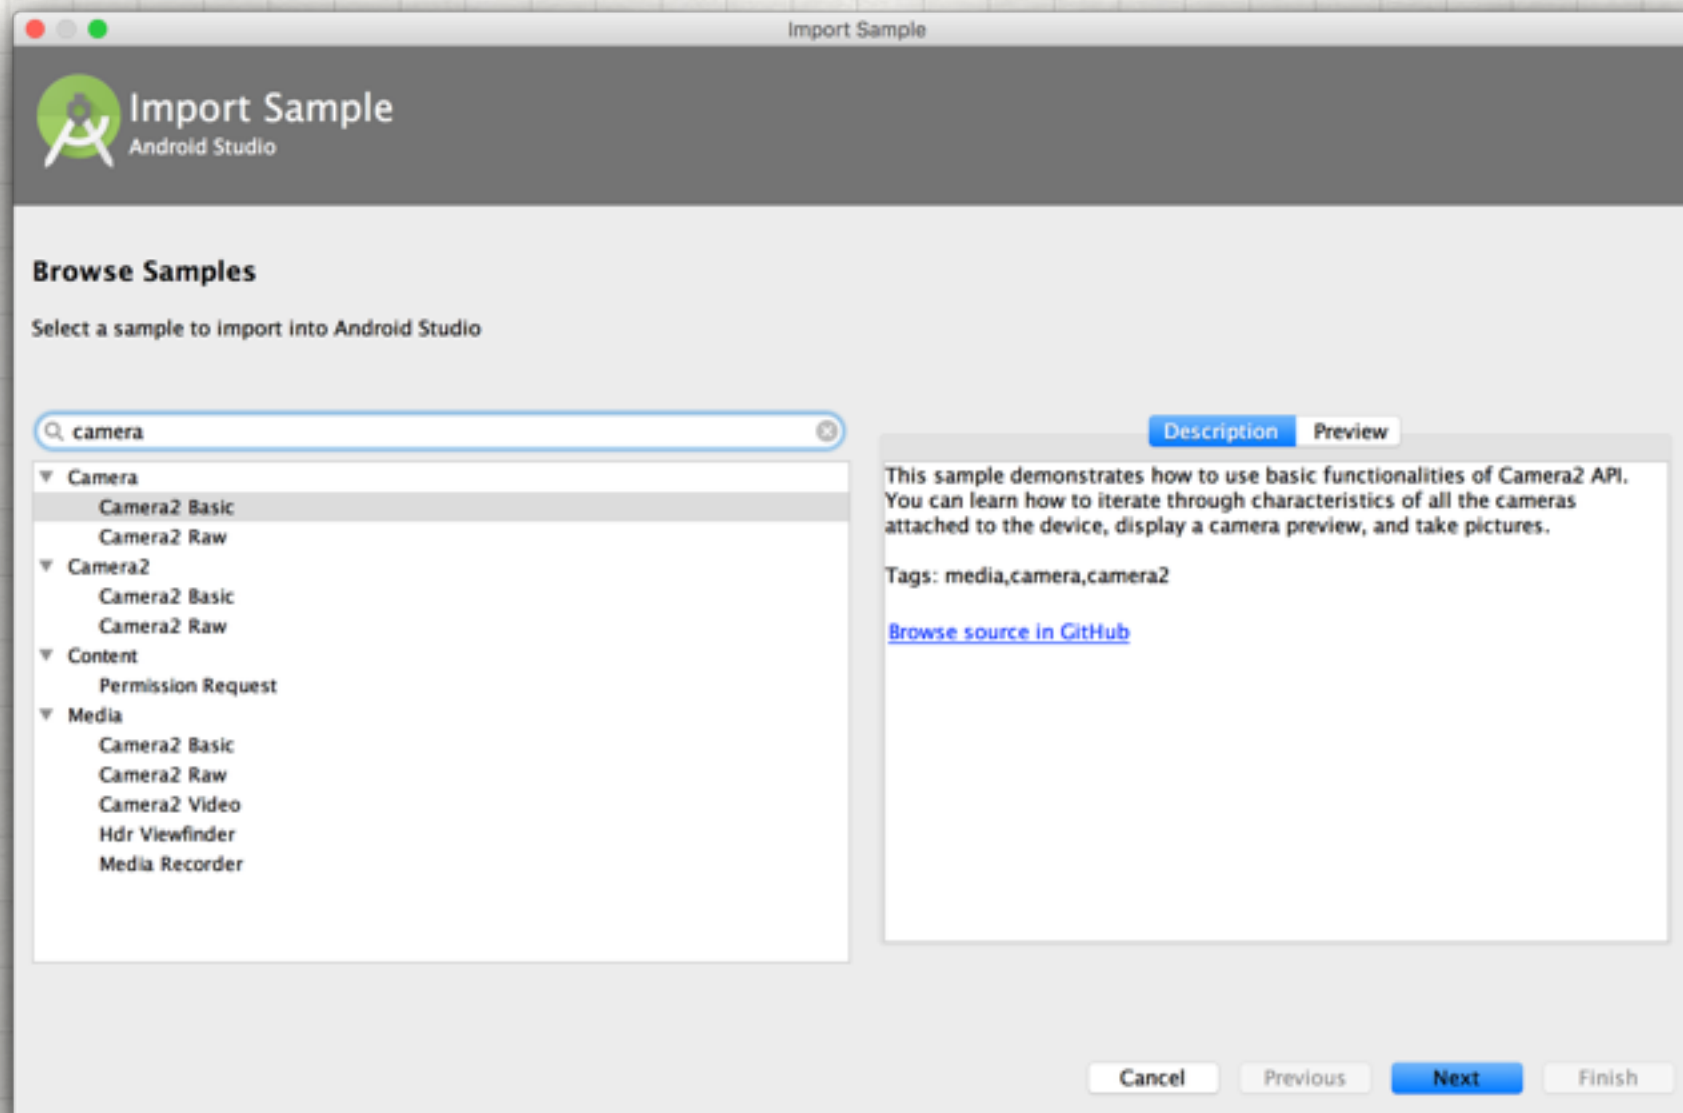 Import Sample
Import Sample
Android Studio
Browse Samples
Select a sample to import into Android Studio
camera
Camera
Camera2 Basic
Camera2 Raw
Camera2
Camera2 Basic
Camera2 Raw
Content
Permission Request
Media
Camera2 Basic
Camera2 Raw
Camera2 Video
Hdr Viewfinder
Media Recorder
Description Preview
This sample demonstrates how to use basic functionalities of Camera2 API.
You can learn how to iterate through characteristics of all the cameras
attached to the device, display a camera preview, and take pictures.
Tags: media,camera,camera2
Browse source in GitHub
Cancel Previous Next Finish